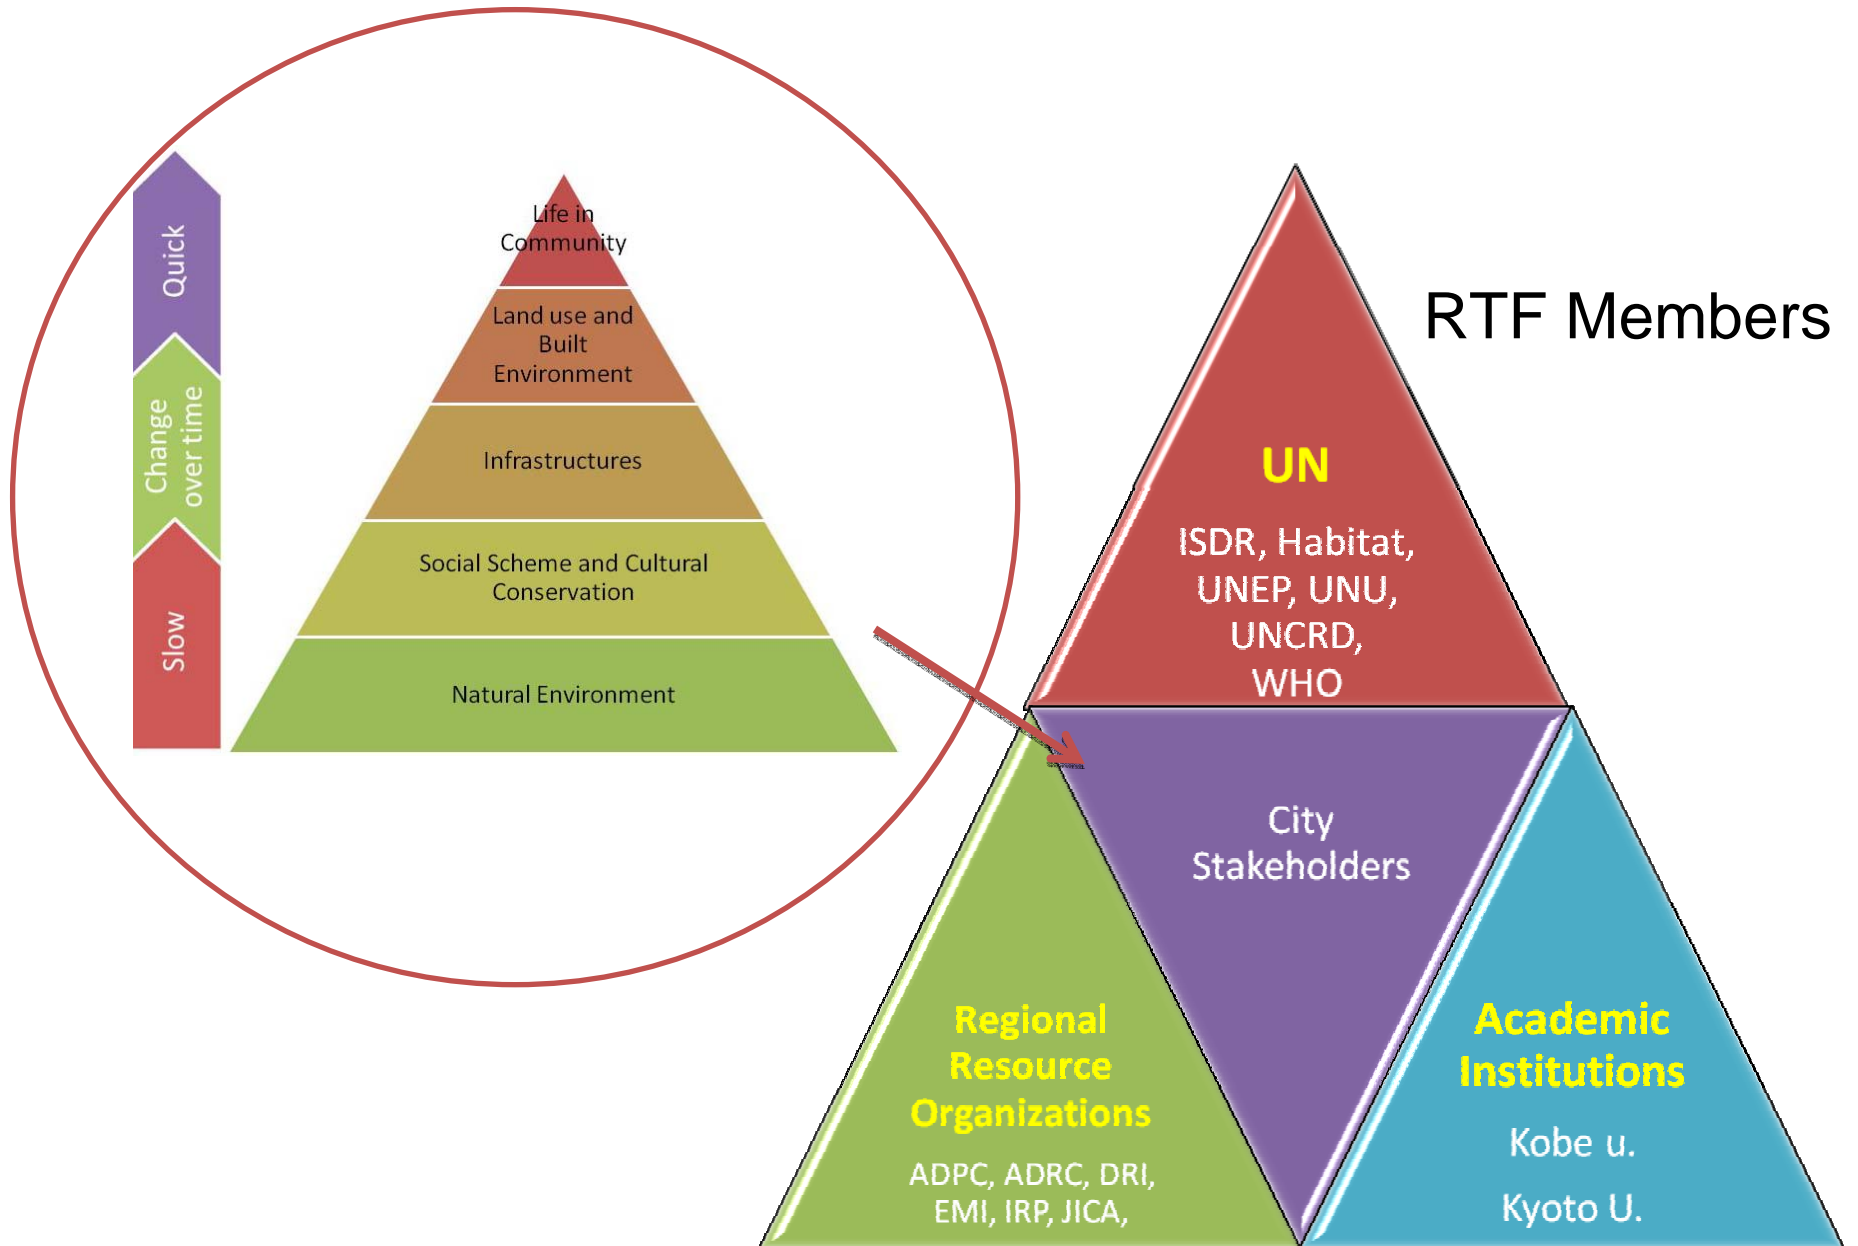 Quick
Change
over time
Slow
Life in
Community
Land use and
Built
Environment
Infrastructures
Social Scheme and Cultural
Conservation
Natural Environment
RTF Members
UN
ISDR, Habitat,
UNEP, UNU,
UNCRD,
WHO
City
Stakeholders
Regional
Resource
Organizations
ADPC, ADRC, DRI,
EMI, IRP, JICA,
Academic
Institutions
Kobe u.
Kyoto U.